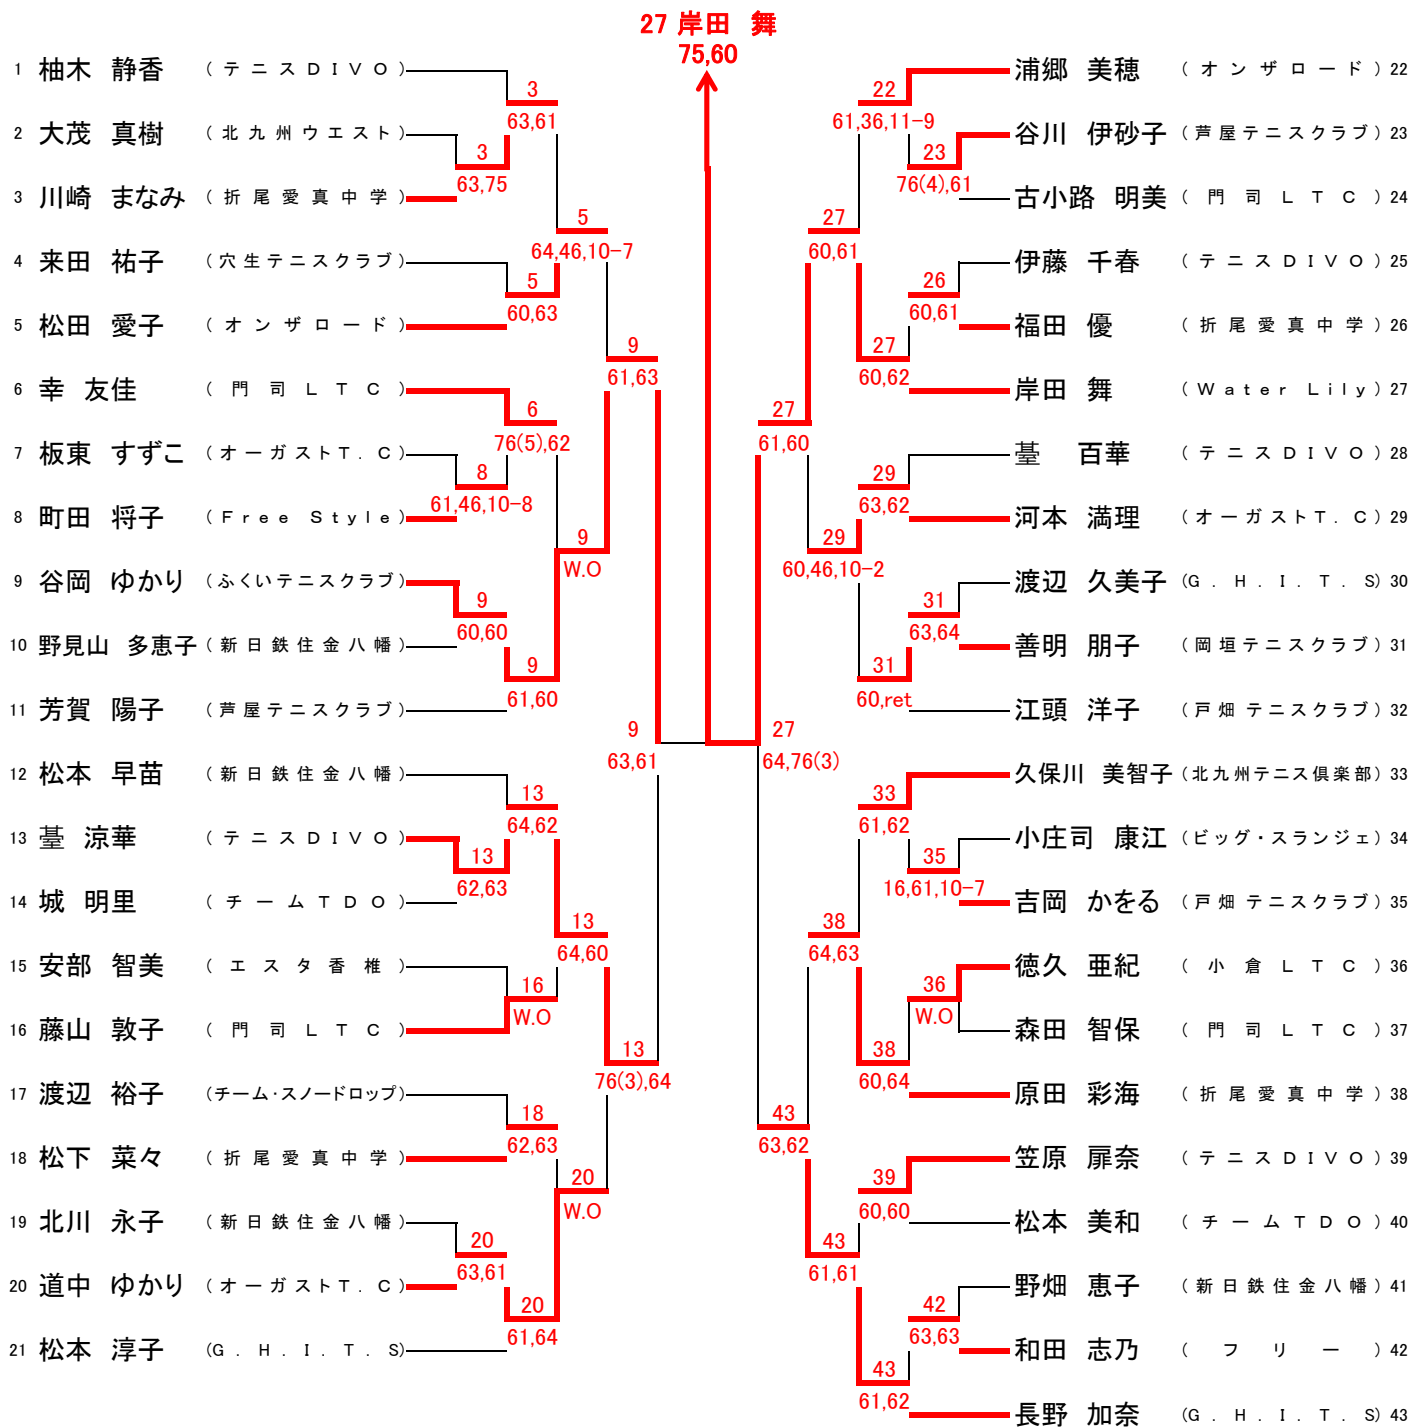 27 岸田 舞
75,60
1 柚木 静香 (テニスDIVO)
2 大茂 真樹 (北九州ウエスト)
3 川崎 まなみ (折尾愛真中学)
4 来田 祐子 (穴生テニスクラブ)
5 松田 愛子 (オンザロード)
6 幸 友佳 (門司LTC)
7 板東 すずこ (オーガストT.C)
8 町田 将子 (Free Style)
9 谷岡 ゆかり (ふくいテニスクラブ)
10 野見山 多恵子 (新日鉄住金八幡)
11 芳賀 陽子 (芦屋テニスクラブ)
12 松本 早苗 (新日鉄住金八幡)
13 臺 涼華 (テニスDIVO)
14 城 明里 (チームTDO)
15 安部 智美 (エスタ香椎)
16 藤山 敦子 (門司LTC)
17 渡辺 裕子 (チーム・スノードロップ)
18 松下 菜々 (折尾愛真中学)
19 北川 永子 (新日鉄住金八幡)
20 道中 ゆかり (オーガストT.C)
21 松本 淳子 (G.H.I.T.S)
3
63,75
9
60,60
8
61,46,10-8
13
62,63
20
63,61
3
63,61
5
60,63
6
76(5),62
9
61,60
13
64,62
16
W.O
18
62,63
20
61,64
5
64,46,10-7
9
W.O
13
64,60
20
W.O
9
61,63
13
76(3),64
9
63,61
27
64,76(3)
27
61,60
43
63,62
27
60,61
29
60,46,10-2
38
64,63
43
61,61
22
61,36,11-9
27
60,62
29
63,62
31
60,ret
33
61,62
38
60,64
39
60,60
43
61,62
23
76(4),61
26
60,61
31
63,64
35
16,61,10-7
36
W.O
42
63,63
浦郷 美穂 (オンザロード) 22
谷川 伊砂子 (芦屋テニスクラブ) 23
古小路 明美 (門司LTC) 24
伊藤 千春 (テニスDIVO) 25
福田 優 (折尾愛真中学) 26
岸田 舞 (Water Lily) 27
臺 百華 (テニスDIVO) 28
河本 満理 (オーガストT.C) 29
渡辺 久美子 (G.H.I.T.S) 30
善明 朋子 (岡垣テニスクラブ) 31
江頭 洋子 (戸畑テニスクラブ) 32
久保川 美智子 (北九州テニス倶楽部) 33
小庄司 康江 (ビッグ・スランジェ) 34
吉岡 かをる (戸畑テニスクラブ) 35
徳久 亜紀 (小倉LTC) 36
森田 智保 (門司LTC) 37
原田 彩海 (折尾愛真中学) 38
笠原 扉奈 (テニスDIVO) 39
松本 美和 (チームTDO) 40
野畑 恵子 (新日鉄住金八幡) 41
和田 志乃 (フリー) 42
長野 加奈 (G.H.I.T.S) 43